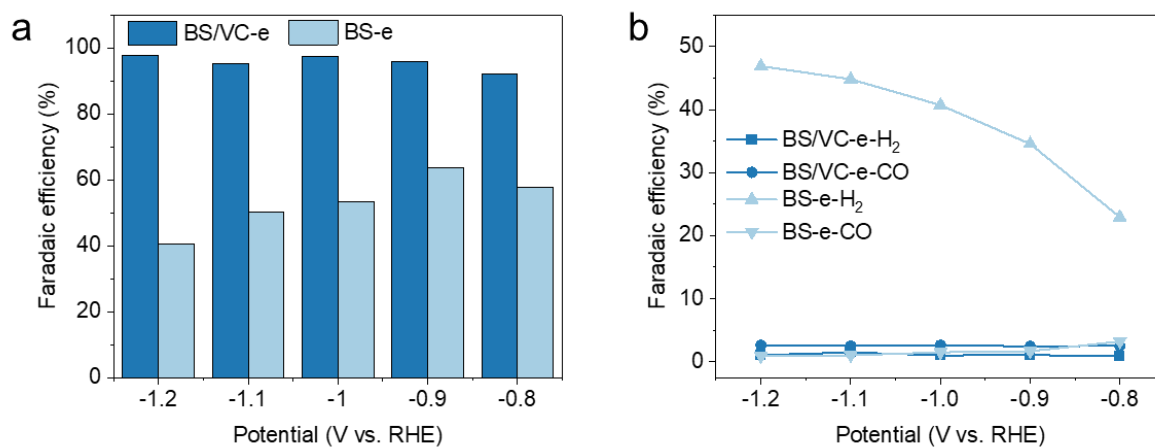 a
BS/VC-e
BS-e
100
80
60
40
20
0
Faradaic efficiency (%)
-1.2 -1.1 -1 -0.9 -0.8
Potential (V vs. RHE)
b
50
40
30
20
10
0
Faradaic efficiency (%)
BS/VC-e-H₂
BS/VC-e-CO
BS-e-H₂
BS-e-CO
-1.2 -1.1 -1.0 -0.9 -0.8
Potential (V vs. RHE)